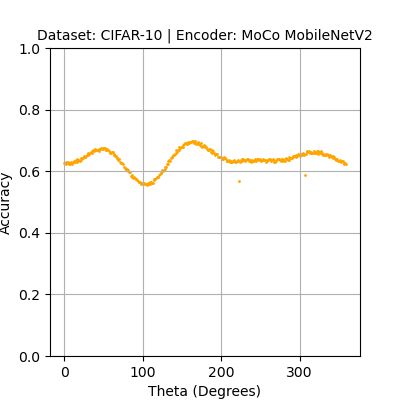 Dataset: CIFAR-10 | Encoder: MoCo MobileNetV2
1.0
0.8
0.6
0.4
0.2
0.0
Accuracy
0 100 200 300
Theta (Degrees)